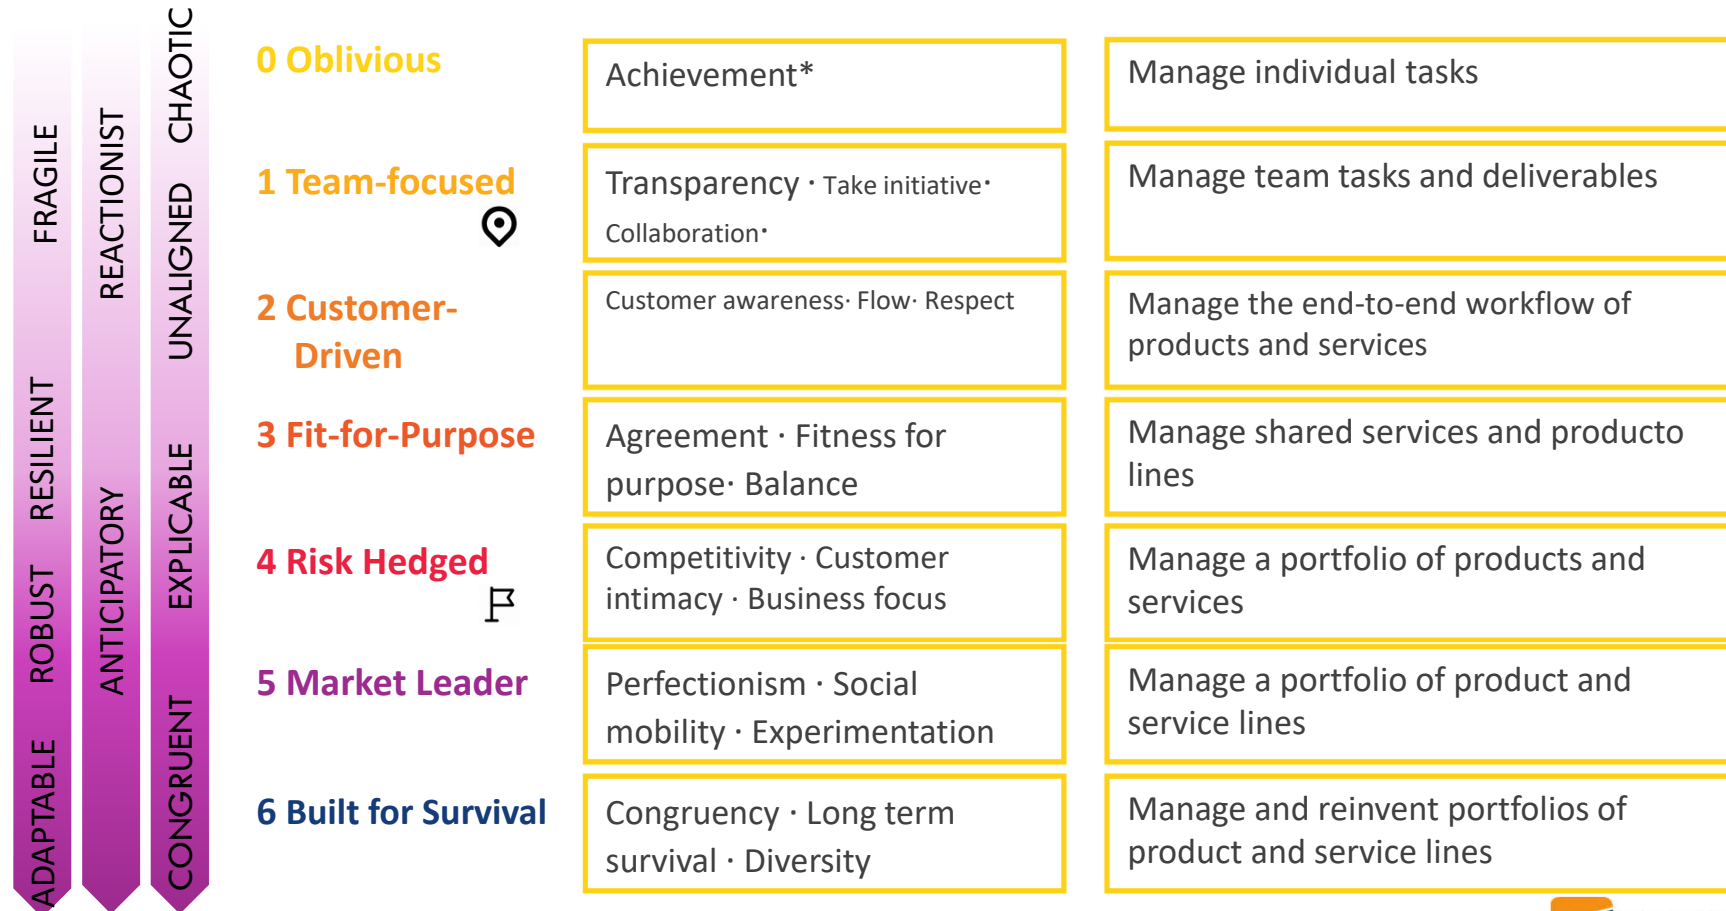 FRAGILE
RESILIENT
ROBUST
ADAPTABLE
REACTIONIST
ANTICIPATORY
CHAOTIC
UNALIGNED
EXPLICABLE
CONGRUENT
0 Oblivious
Achievement*
Manage individual tasks
1 Team-focused
Transparency · Take initiative·
Collaboration·
Manage team tasks and deliverables
2 Customer-
Driven
Customer awareness· Flow· Respect
Manage the end-to-end workflow of
products and services
3 Fit-for-Purpose
Agreement · Fitness for
purpose· Balance
Manage shared services and producto
lines
4 Risk Hedged
Competitivity · Customer
intimacy · Business focus
Manage a portfolio of products and
services
5 Market Leader
Perfectionism · Social
mobility · Experimentation
Manage a portfolio of product and
service lines
6 Built for Survival
Congruency · Long term
survival · Diversity
Manage and reinvent portfolios of
product and service lines